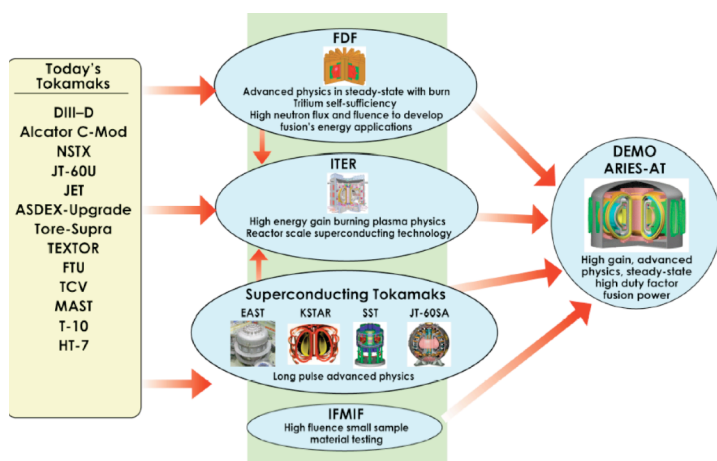 Today's
Tokamaks
DIII–D
Alcator C-Mod
NSTX
JT-60U
JET
ASDEX-Upgrade
Tore-Supra
TEXTOR
FTU
TCV
MAST
T-10
HT-7
FDF
Advanced physics in steady-state with burn
Tritium self-sufficiency
High neutron flux and fluence to develop
fusion's energy applications
ITER
High energy gain burning plasma physics
Reactor scale superconducting technology
Superconducting Tokamaks
EAST KSTAR SST JT-60SA
Long pulse advanced physics
IFMIF
High fluence small sample
material testing
DEMO
ARIES-AT
High gain, advanced
physics, steady-state
high duty factor
fusion power